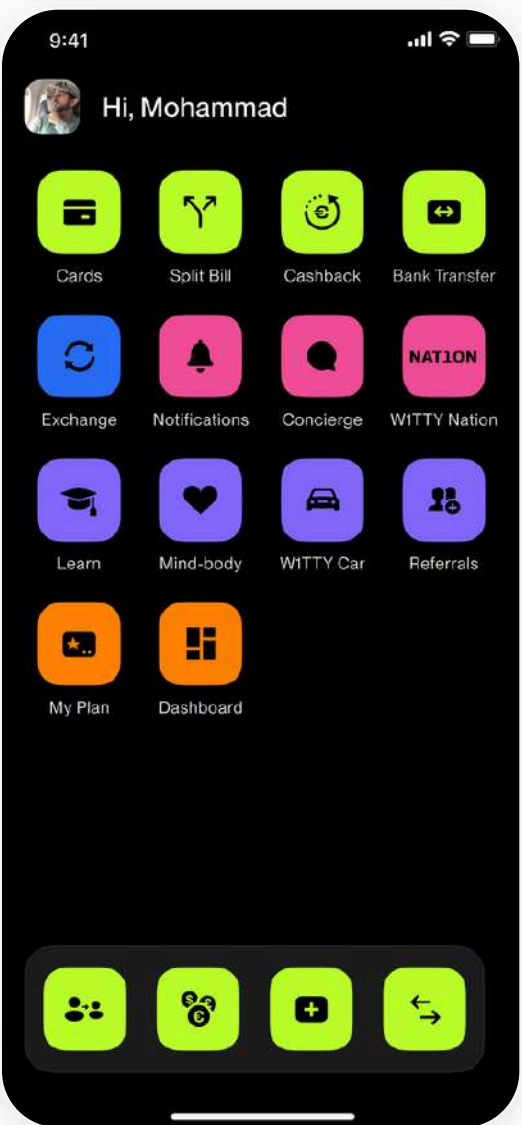 9:41
Hi, Mohammad
Cards Split Bill Cashback Bank Transfer
NAT1ON
Exchange Notifications Concierge W1TTY Nation
Learn Mind-body W1TTY Car Referrals
My Plan Dashboard